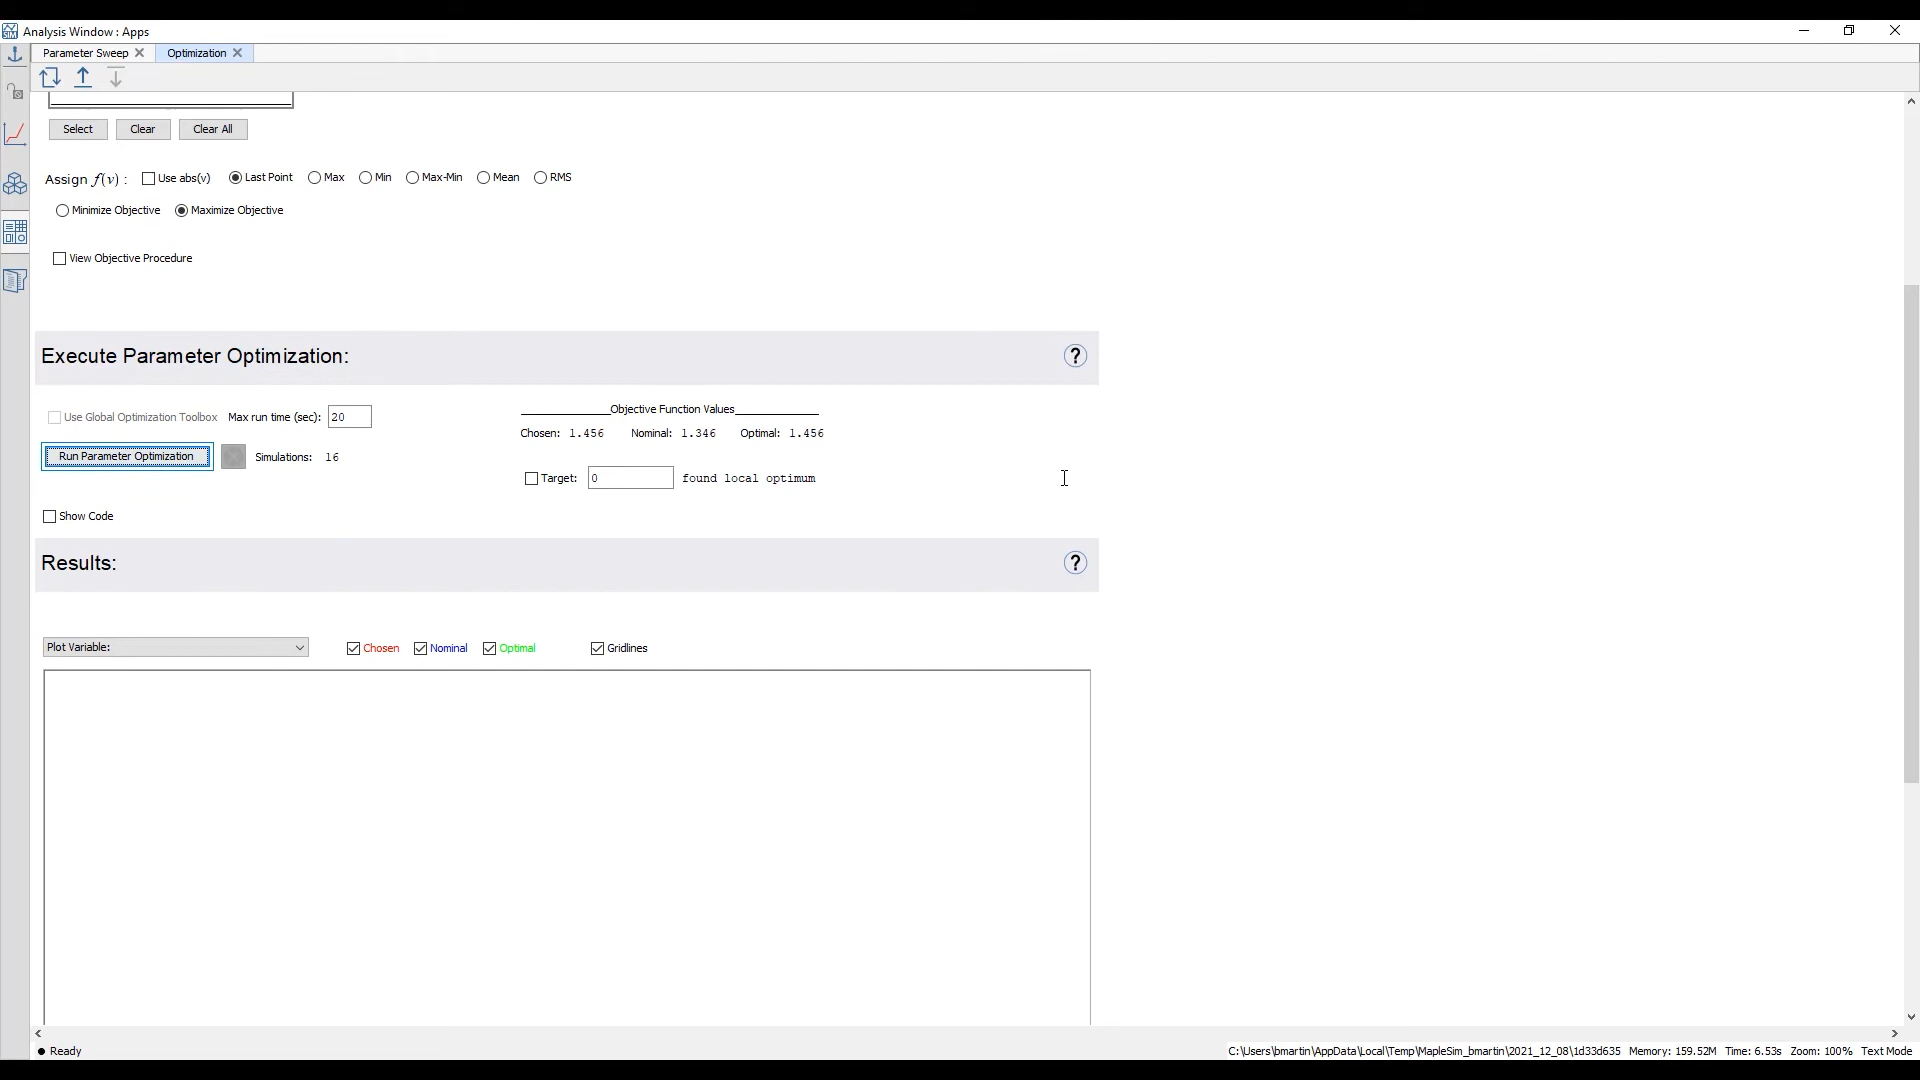 Analysis Window : Apps
Parameter Sweep Optimization
Select Clear Clear All
Assign f(v) : Use abs(v) Last Point Max Min Max-Min Mean RMS
Minimize Objective Maximize Objective
View Objective Procedure
Execute Parameter Optimization: ?
Use Global Optimization Toolbox Max run time (sec): 20
Objective Function Values
Chosen: 1.456 Nominal: 1.346 Optimal: 1.456
Run Parameter Optimization Simulations: 16
Target: 0 found local optimum
Show Code
Results: ?
Plot Variable: Chosen Nominal Optimal Gridlines
Ready C:\Users\bmartin\AppData\Local\Temp\MapleSim_bmartin\2021_12_08\1d33d635 Memory: 159.52M Time: 6.53s Zoom: 100% Text Mode